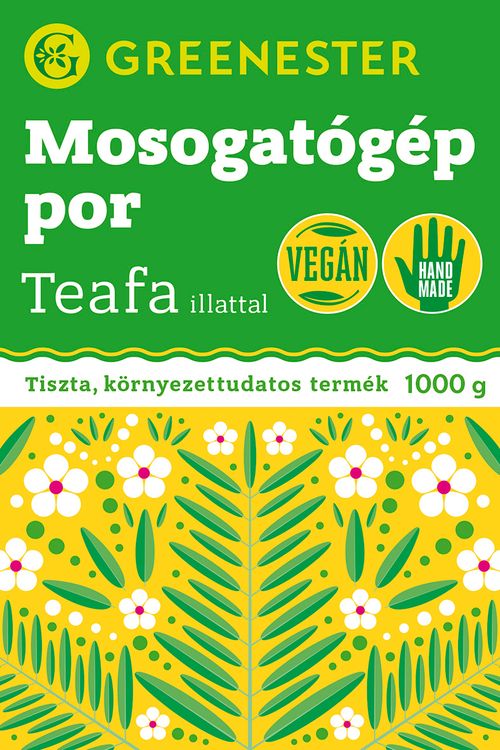 GREENESTER
Mosogatógép
por
Teafa illattal
VEGÁN
HAND
MADE
Tiszta, környezettudatos termék 1000 g